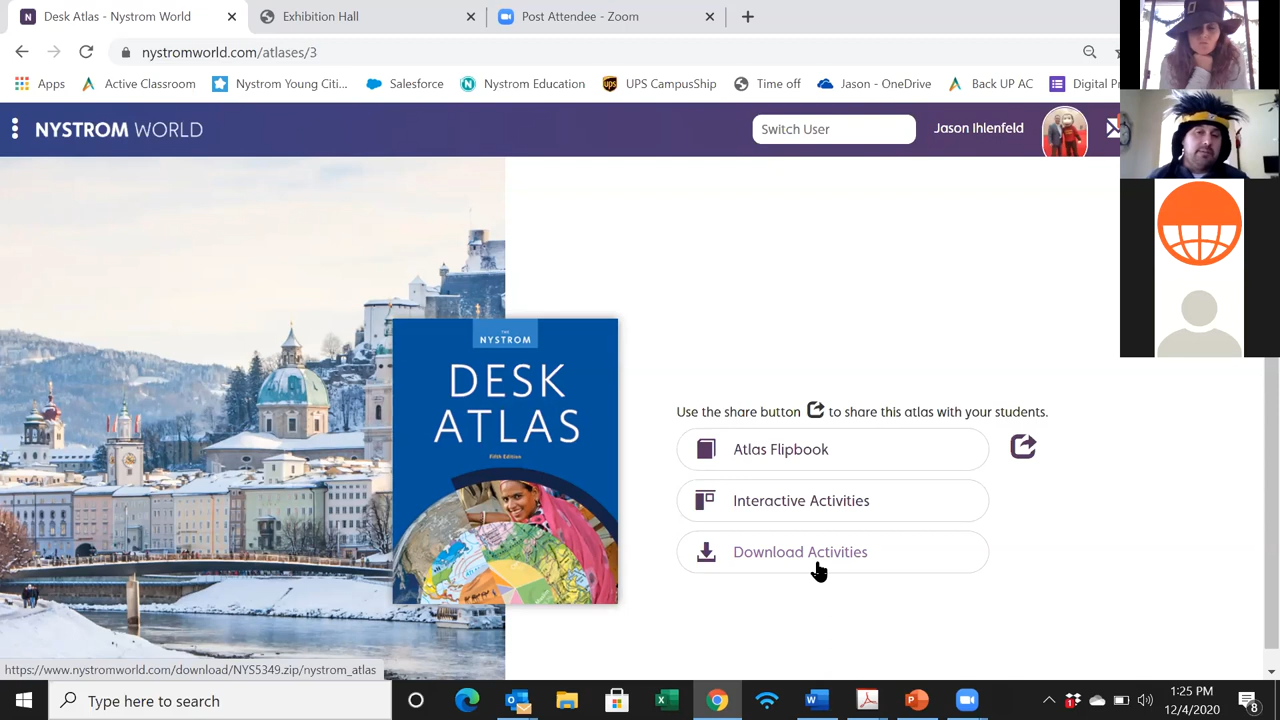 Desk Atlas - Nystrom World
Exhibition Hall
Post Attendee - Zoom
nystromworld.com/atlases/3
Apps
Active Classroom
Nystrom Young Citi...
Salesforce
Nystrom Education
UPS CampusShip
Time off
Jason - OneDrive
Back UP AC
Digital Pr
NYSTROM WORLD
Switch User
Jason Ihlenfeld
THE
NYSTROM
DESK
ATLAS
Fifth Edition
Use the share button to share this atlas with your students.
Atlas Flipbook
Interactive Activities
Download Activities
https://www.nystromworld.com/download/NYS5349.zip/nystrom_atlas
Type here to search
1:25 PM
12/4/2020
8